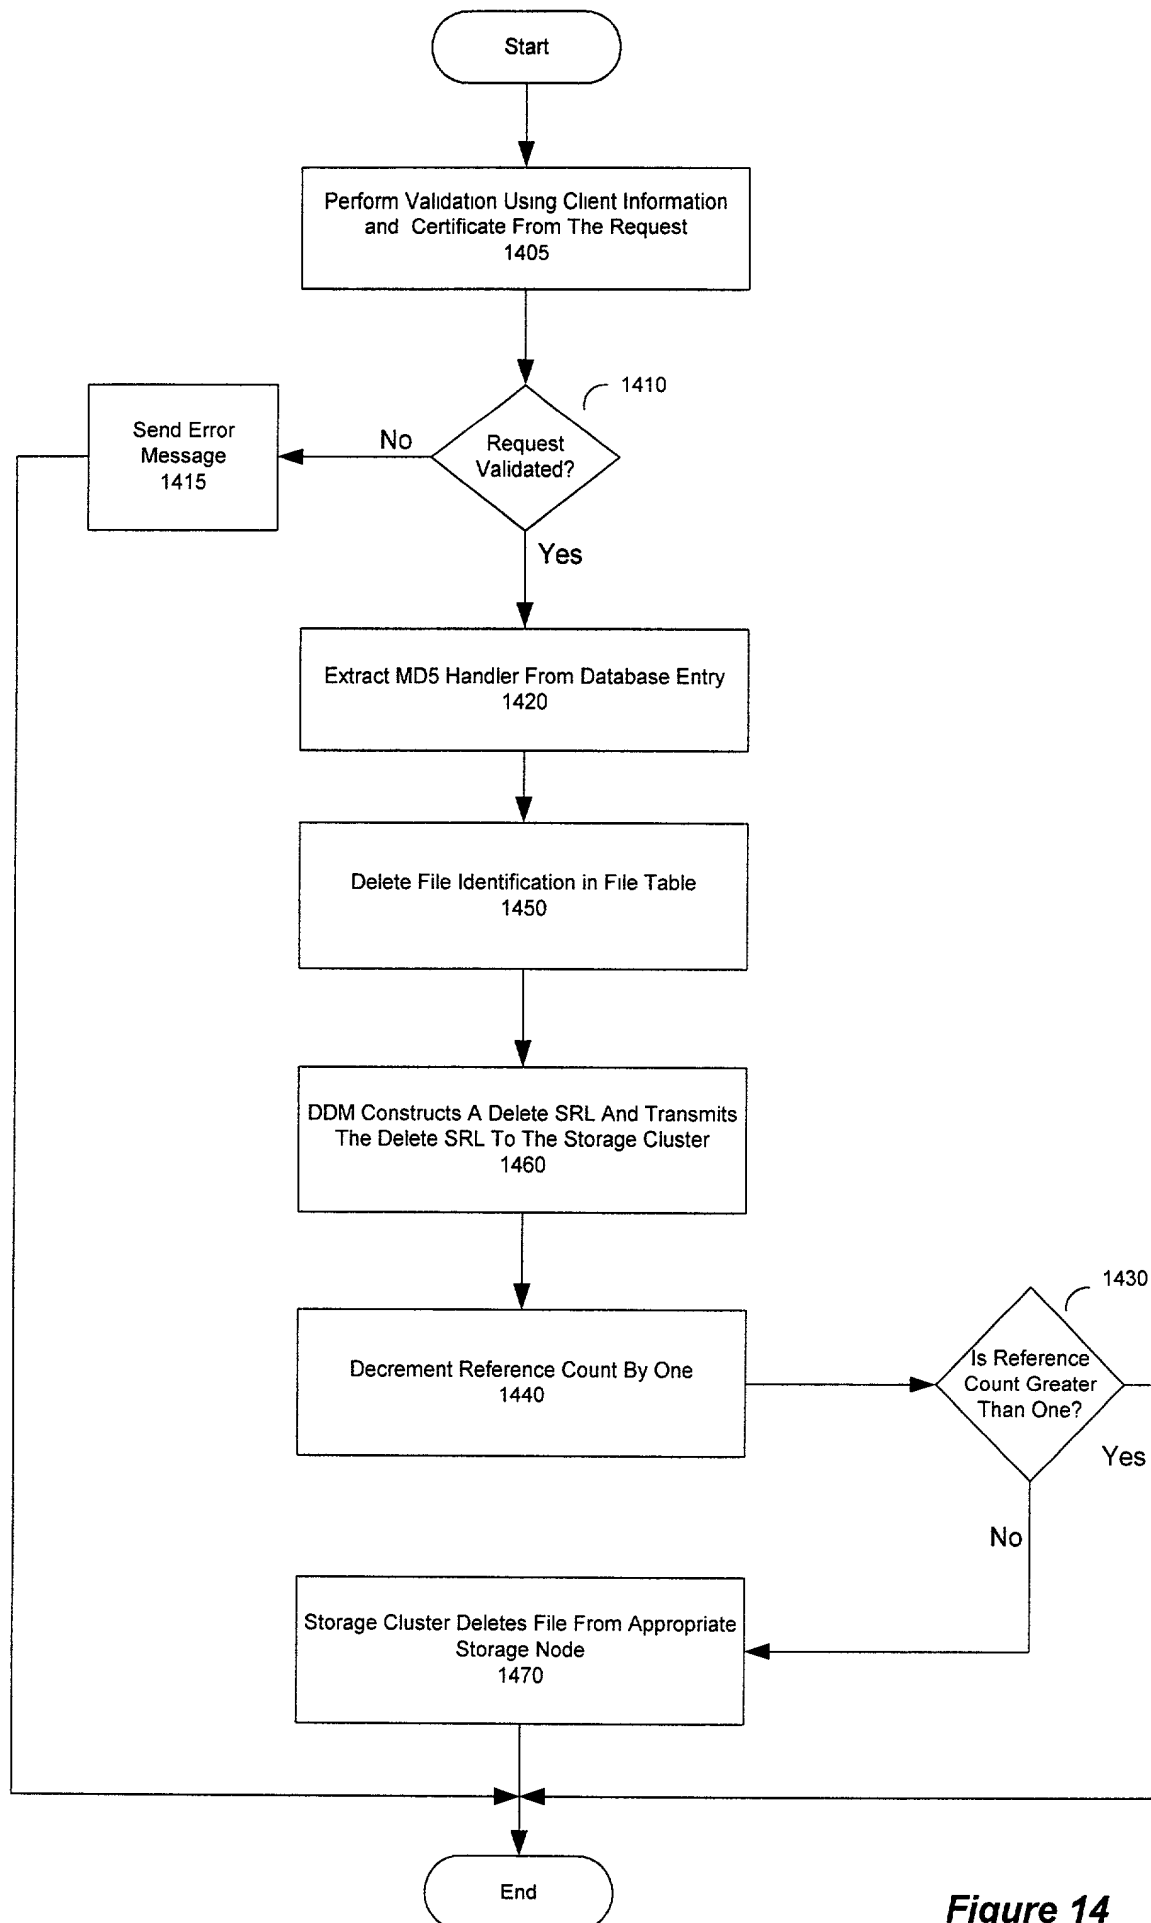 Start
Perform Validation Using Client Information
and Certificate From The Request
1405
1410
Request
Validated?
No
Send Error
Message
1415
Yes
Extract MD5 Handler From Database Entry
1420
Delete File Identification in File Table
1450
DDM Constructs A Delete SRL And Transmits
The Delete SRL To The Storage Cluster
1460
Decrement Reference Count By One
1440
1430
Is Reference
Count Greater
Than One?
Yes
No
Storage Cluster Deletes File From Appropriate
Storage Node
1470
End
Figure 14